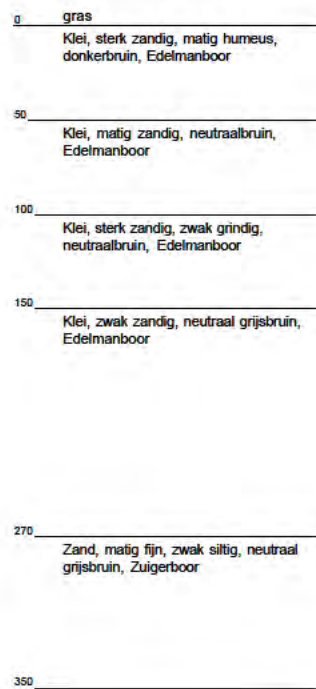 0 gras
Klei, sterk zandig, matig humeus,
donkerbruin, Edelmanboor
50
Klei, matig zandig, neutraalbruin,
Edelmanboor
100
Klei, sterk zandig, zwak grindig,
neutraalbruin, Edelmanboor
150
Klei, zwak zandig, neutraal grijsbruin,
Edelmanboor
270
Zand, matig fijn, zwak siltig, neutraal
grijsbruin, Zuigerboor
350